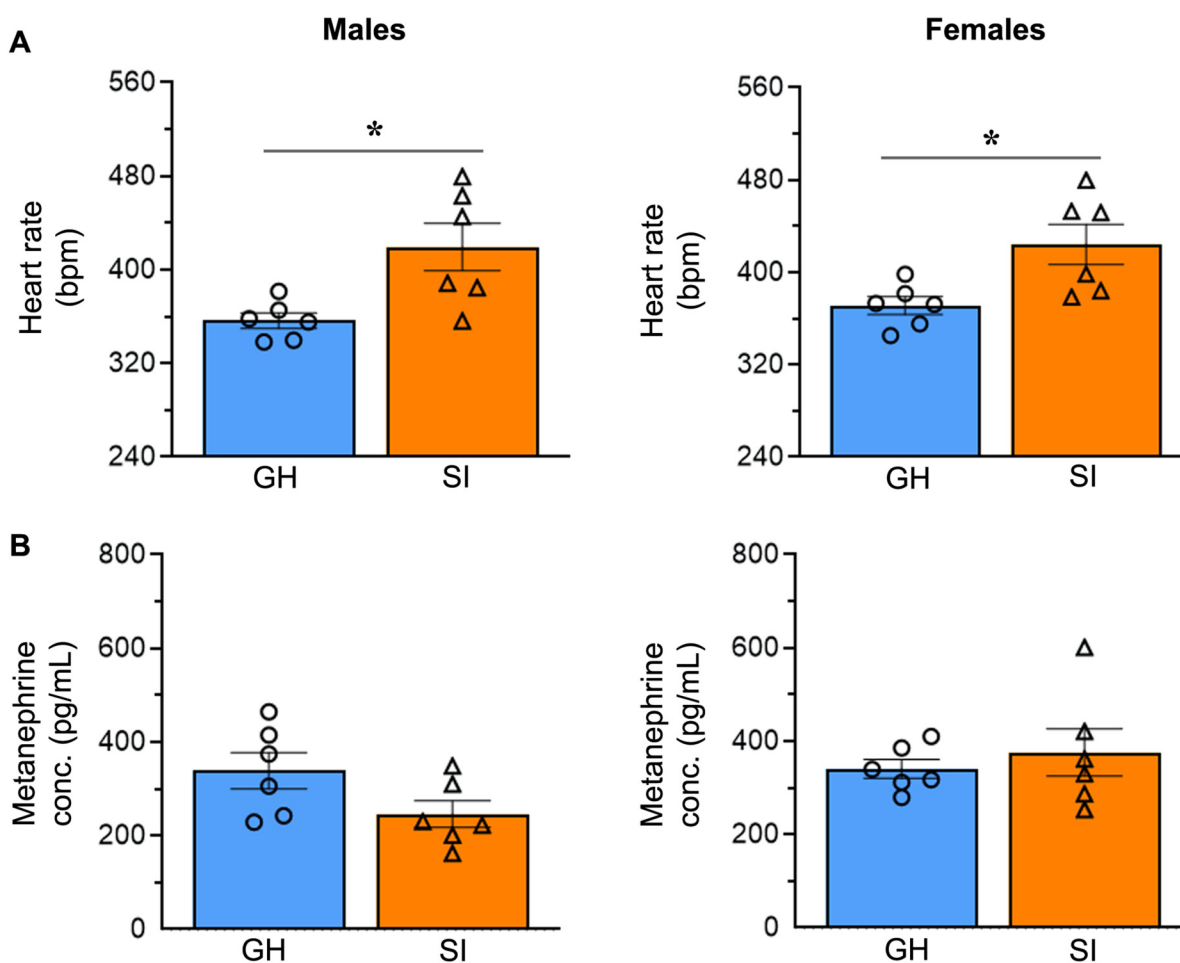 Males
Females
A
560
480
400
320
240
Heart rate
(bpm)
*
GH
SI
560
480
400
320
240
Heart rate
(bpm)
*
GH
SI
B
800
600
400
200
0
Metanephrine
conc. (pg/mL)
GH
SI
800
600
400
200
0
Metanephrine
conc. (pg/mL)
GH
SI